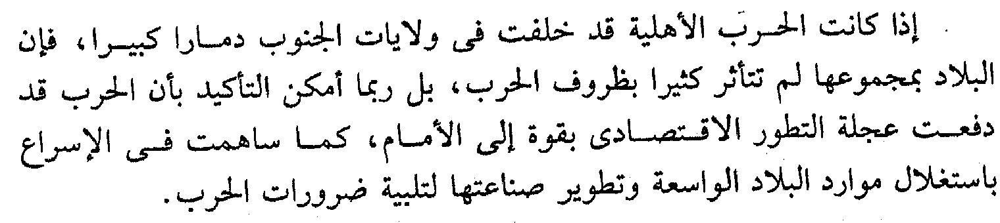 إذا كانت الحرب الأهلية قد خلفت فى ولايات الجنوب دمارا كبيرا، فإن
البلاد بمجموعها لم تتأثر كثيرا بظروف الحرب، بل ربما أمكن التأكيد بأن الحرب قد
دفعت عجلة التطور الاقتصادى بقوة إلى الأمام، كما ساهمت فى الإسراع
باستغلال موارد البلاد الواسعة وتطوير صناعتها لتلبية ضرورات الحرب.